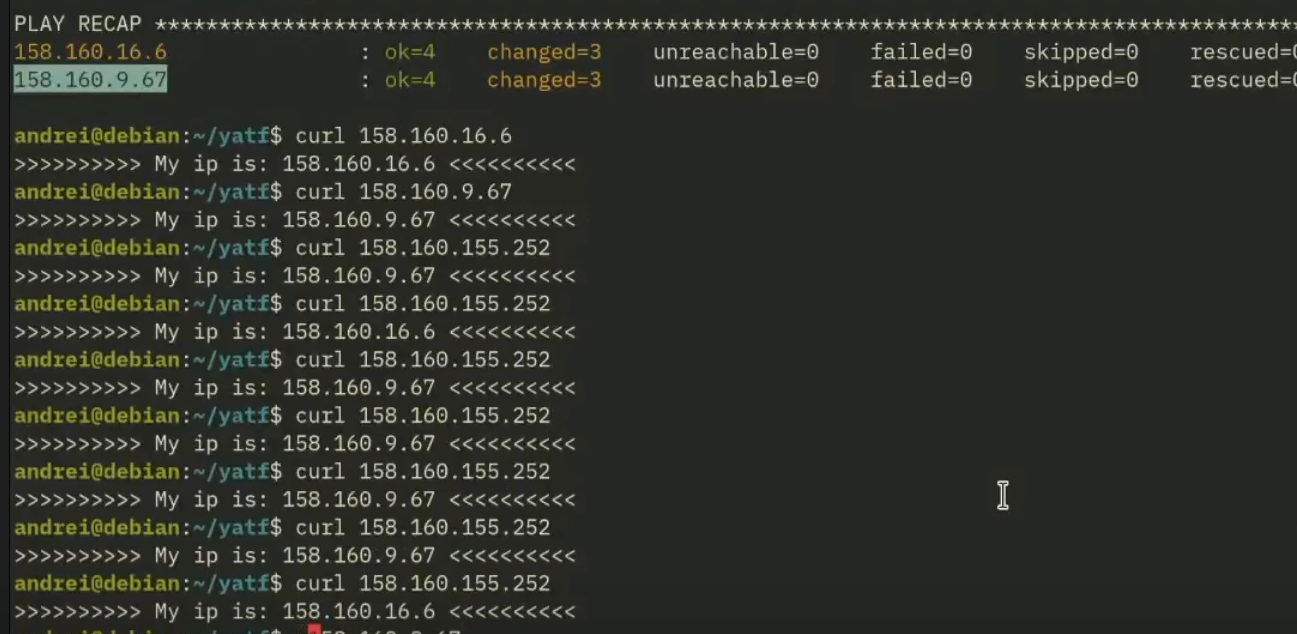 PLAY RECAP *****************************************************************************************
158.160.16.6 : ok=4 changed=3 unreachable=0 failed=0 skipped=0 rescued=0
158.160.9.67 : ok=4 changed=3 unreachable=0 failed=0 skipped=0 rescued=0
andrei@debian:~/yatf$ curl 158.160.16.6
>>>>>>>>>> My ip is: 158.160.16.6 <<<<<<<<<<
andrei@debian:~/yatf$ curl 158.160.9.67
>>>>>>>>>> My ip is: 158.160.9.67 <<<<<<<<<<
andrei@debian:~/yatf$ curl 158.160.155.252
>>>>>>>>>> My ip is: 158.160.9.67 <<<<<<<<<<
andrei@debian:~/yatf$ curl 158.160.155.252
>>>>>>>>>> My ip is: 158.160.16.6 <<<<<<<<<<
andrei@debian:~/yatf$ curl 158.160.155.252
>>>>>>>>>> My ip is: 158.160.9.67 <<<<<<<<<<
andrei@debian:~/yatf$ curl 158.160.155.252
>>>>>>>>>> My ip is: 158.160.9.67 <<<<<<<<<<
andrei@debian:~/yatf$ curl 158.160.155.252
>>>>>>>>>> My ip is: 158.160.9.67 <<<<<<<<<<
andrei@debian:~/yatf$ curl 158.160.155.252
>>>>>>>>>> My ip is: 158.160.9.67 <<<<<<<<<<
andrei@debian:~/yatf$ curl 158.160.155.252
>>>>>>>>>> My ip is: 158.160.16.6 <<<<<<<<<<